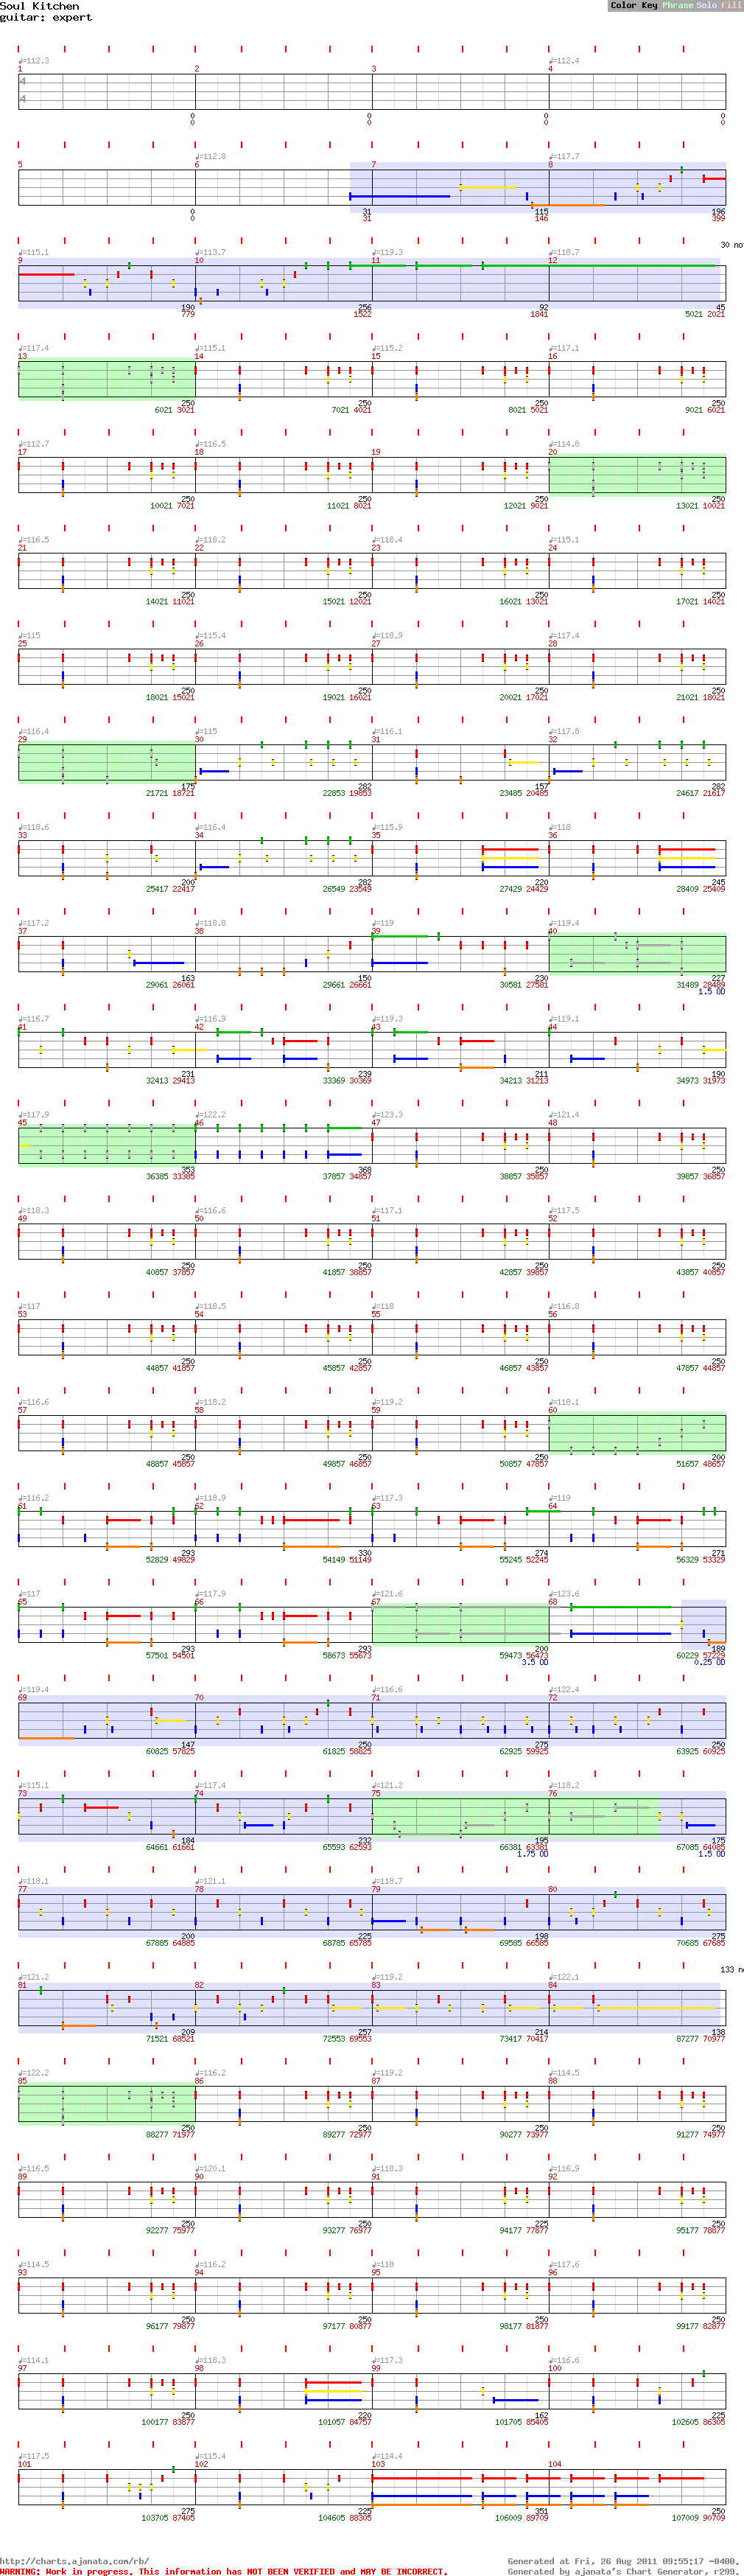 Soul Kitchen
guitar: expert
Color Key Phrase Solo Fill
♩=112.3 ♩=112.4
1 2 3 4
4
4
0 0 0 0
0 0 0 0
♩=112.8 ♩=117.7
5 6 7 8
0 31 115 196
0 31 146 399
30 not
♩=115.1 ♩=113.7 ♩=119.3 ♩=118.7
9 10 11 12
190 256 92 45
779 1522 1841 5021 2021
♩=117.4 ♩=115.1 ♩=115.2 ♩=117.1
13 14 15 16
250 250 250 250
6021 3021 7021 4021 8021 5021 9021 6021
♩=112.7 ♩=116.5 ♩=114.8
17 18 19 20
250 250 250 250
10021 7021 11021 8021 12021 9021 13021 10021
♩=116.5 ♩=118.2 ♩=118.4 ♩=115.1
21 22 23 24
250 250 250 250
14021 11021 15021 12021 16021 13021 17021 14021
♩=115 ♩=115.4 ♩=118.9 ♩=117.4
25 26 27 28
250 250 250 250
18021 15021 19021 16021 20021 17021 21021 18021
♩=116.4 ♩=115 ♩=116.1 ♩=117.8
29 30 31 32
175 282 157 282
21721 18721 22853 19853 23485 20485 24617 21617
♩=118.6 ♩=116.4 ♩=115.9 ♩=118
33 34 35 36
200 282 220 245
25417 22417 26549 23549 27429 24429 28409 25409
♩=117.2 ♩=118.8 ♩=119 ♩=119.4
37 38 39 40
163 150 230 227
29061 26061 29661 26661 30581 27581 31489 28489
1.5 OD
♩=116.7 ♩=116.9 ♩=119.3 ♩=119.1
41 42 43 44
231 239 211 190
32413 29413 33369 30369 34213 31213 34973 31973
♩=117.9 ♩=122.2 ♩=123.3 ♩=121.4
45 46 47 48
353 368 250 250
36385 33385 37857 34857 38857 35857 39857 36857
♩=118.3 ♩=116.6 ♩=117.1 ♩=117.5
49 50 51 52
250 250 250 250
40857 37857 41857 38857 42857 39857 43857 40857
♩=117 ♩=118.5 ♩=118 ♩=116.8
53 54 55 56
250 250 250 250
44857 41857 45857 42857 46857 43857 47857 44857
♩=116.6 ♩=118.2 ♩=119.2 ♩=118.1
57 58 59 60
250 250 250 200
48857 45857 49857 46857 50857 47857 51657 48657
♩=116.2 ♩=118.9 ♩=117.3 ♩=119
61 62 63 64
293 330 274 271
52829 49829 54149 51149 55245 52245 56329 53329
♩=117 ♩=117.9 ♩=121.6 ♩=123.6
65 66 67 68
293 293 200 189
57501 54501 58673 55673 59473 56473 60229 57229
3.5 OD 0.25 OD
♩=119.4 ♩=116.6 ♩=122.4
69 70 71 72
147 250 275 250
60825 57825 61825 58825 62925 59925 63925 60925
♩=115.1 ♩=117.4 ♩=121.2 ♩=118.2
73 74 75 76
184 232 195 175
64661 61661 65593 62593 66381 63381 67085 64085
1.75 OD 1.5 OD
♩=118.1 ♩=121.1 ♩=118.7
77 78 79 80
200 225 198 275
67885 64885 68785 65785 69585 66585 70685 67685
133 no
♩=121.2 ♩=119.2 ♩=122.1
81 82 83 84
209 257 214 138
71521 68521 72553 69553 73417 70417 87277 70977
♩=122.2 ♩=116.2 ♩=119.2 ♩=114.5
85 86 87 88
250 250 250 250
88277 71977 89277 72977 90277 73977 91277 74977
♩=116.5 ♩=120.1 ♩=118.3 ♩=116.9
89 90 91 92
250 250 225 250
92277 75977 93277 76977 94177 77877 95177 78877
♩=114.5 ♩=116.2 ♩=118 ♩=117.6
93 94 95 96
250 250 250 250
96177 79877 97177 80877 98177 81877 99177 82877
♩=114.1 ♩=118.3 ♩=117.3 ♩=116.6
97 98 99 100
250 220 162 225
100177 83877 101057 84757 101705 85405 102605 86305
♩=117.5 ♩=115.4 ♩=114.4
101 102 103 104
275 225 351 250
103705 87405 104605 88305 106009 89709 107009 90709
http://charts.ajanata.com/rb/ Generated at Fri, 26 Aug 2011 09:55:17 -0400.
WARNING: Work in progress. This information has NOT BEEN VERIFIED and MAY BE INCORRECT. Generated by ajanata's Chart Generator, r299.